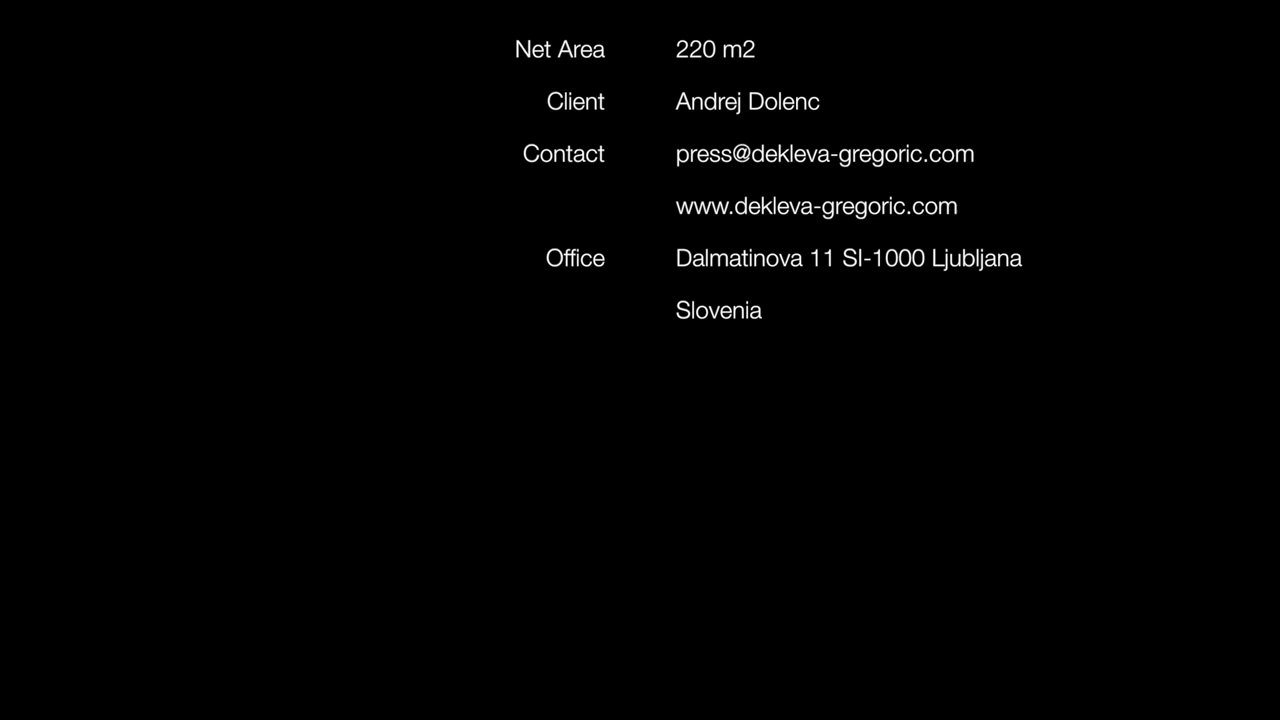 Net Area 220 m2
Client Andrej Dolenc
Contact press@dekleva-gregoric.com
www.dekleva-gregoric.com
Office Dalmatinova 11 SI-1000 Ljubljana
Slovenia